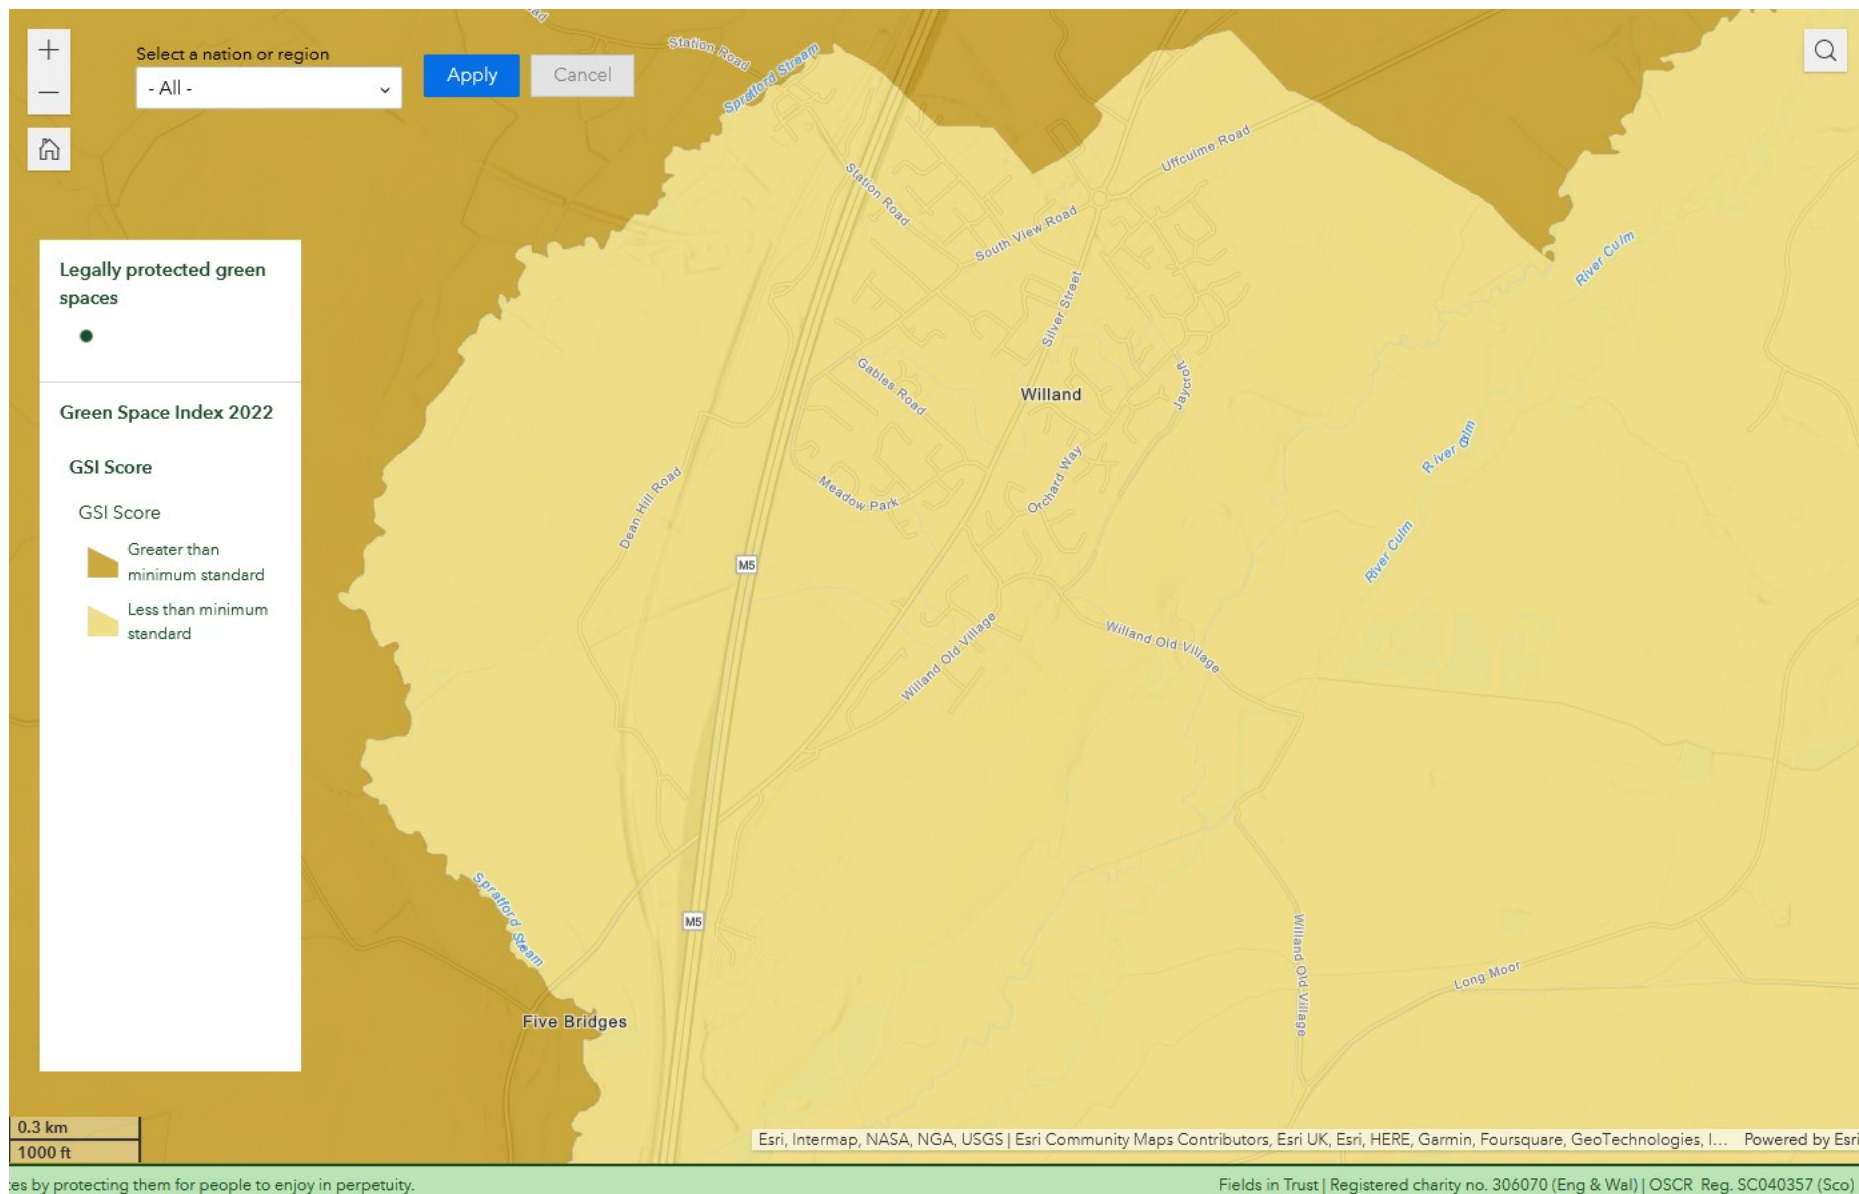 ad
Station Road
Spratford Stream
+
Select a nation or region
- All -
Apply
Cancel
−
Uffculme Road
Station Road
South View Road
River Culm
Legally protected green
spaces
Silver Street
Gables Road
Jaycroft
Willand
Green Space Index 2022
River Culm
GSI Score
Orchard Way
Meadow Park
Dean Hill Road
GSI Score
River Culm
Greater than
minimum standard
M5
Less than minimum
standard
Willand Old Village
Willand Old Village
Spratford Steam
M5
Willand Old Village
Long Moor
Five Bridges
0.3 km
1000 ft
Esri, Intermap, NASA, NGA, USGS | Esri Community Maps Contributors, Esri UK, Esri, HERE, Garmin, Foursquare, GeoTechnologies, I... Powered by Esri
es by protecting them for people to enjoy in perpetuity.
Fields in Trust | Registered charity no. 306070 (Eng & Wal) | OSCR Reg. SC040357 (Sco)